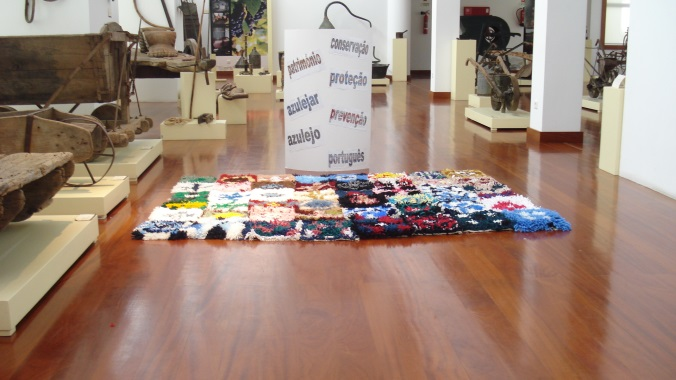 património
azulejar
azulejo
conservação
proteção
prevenção
português